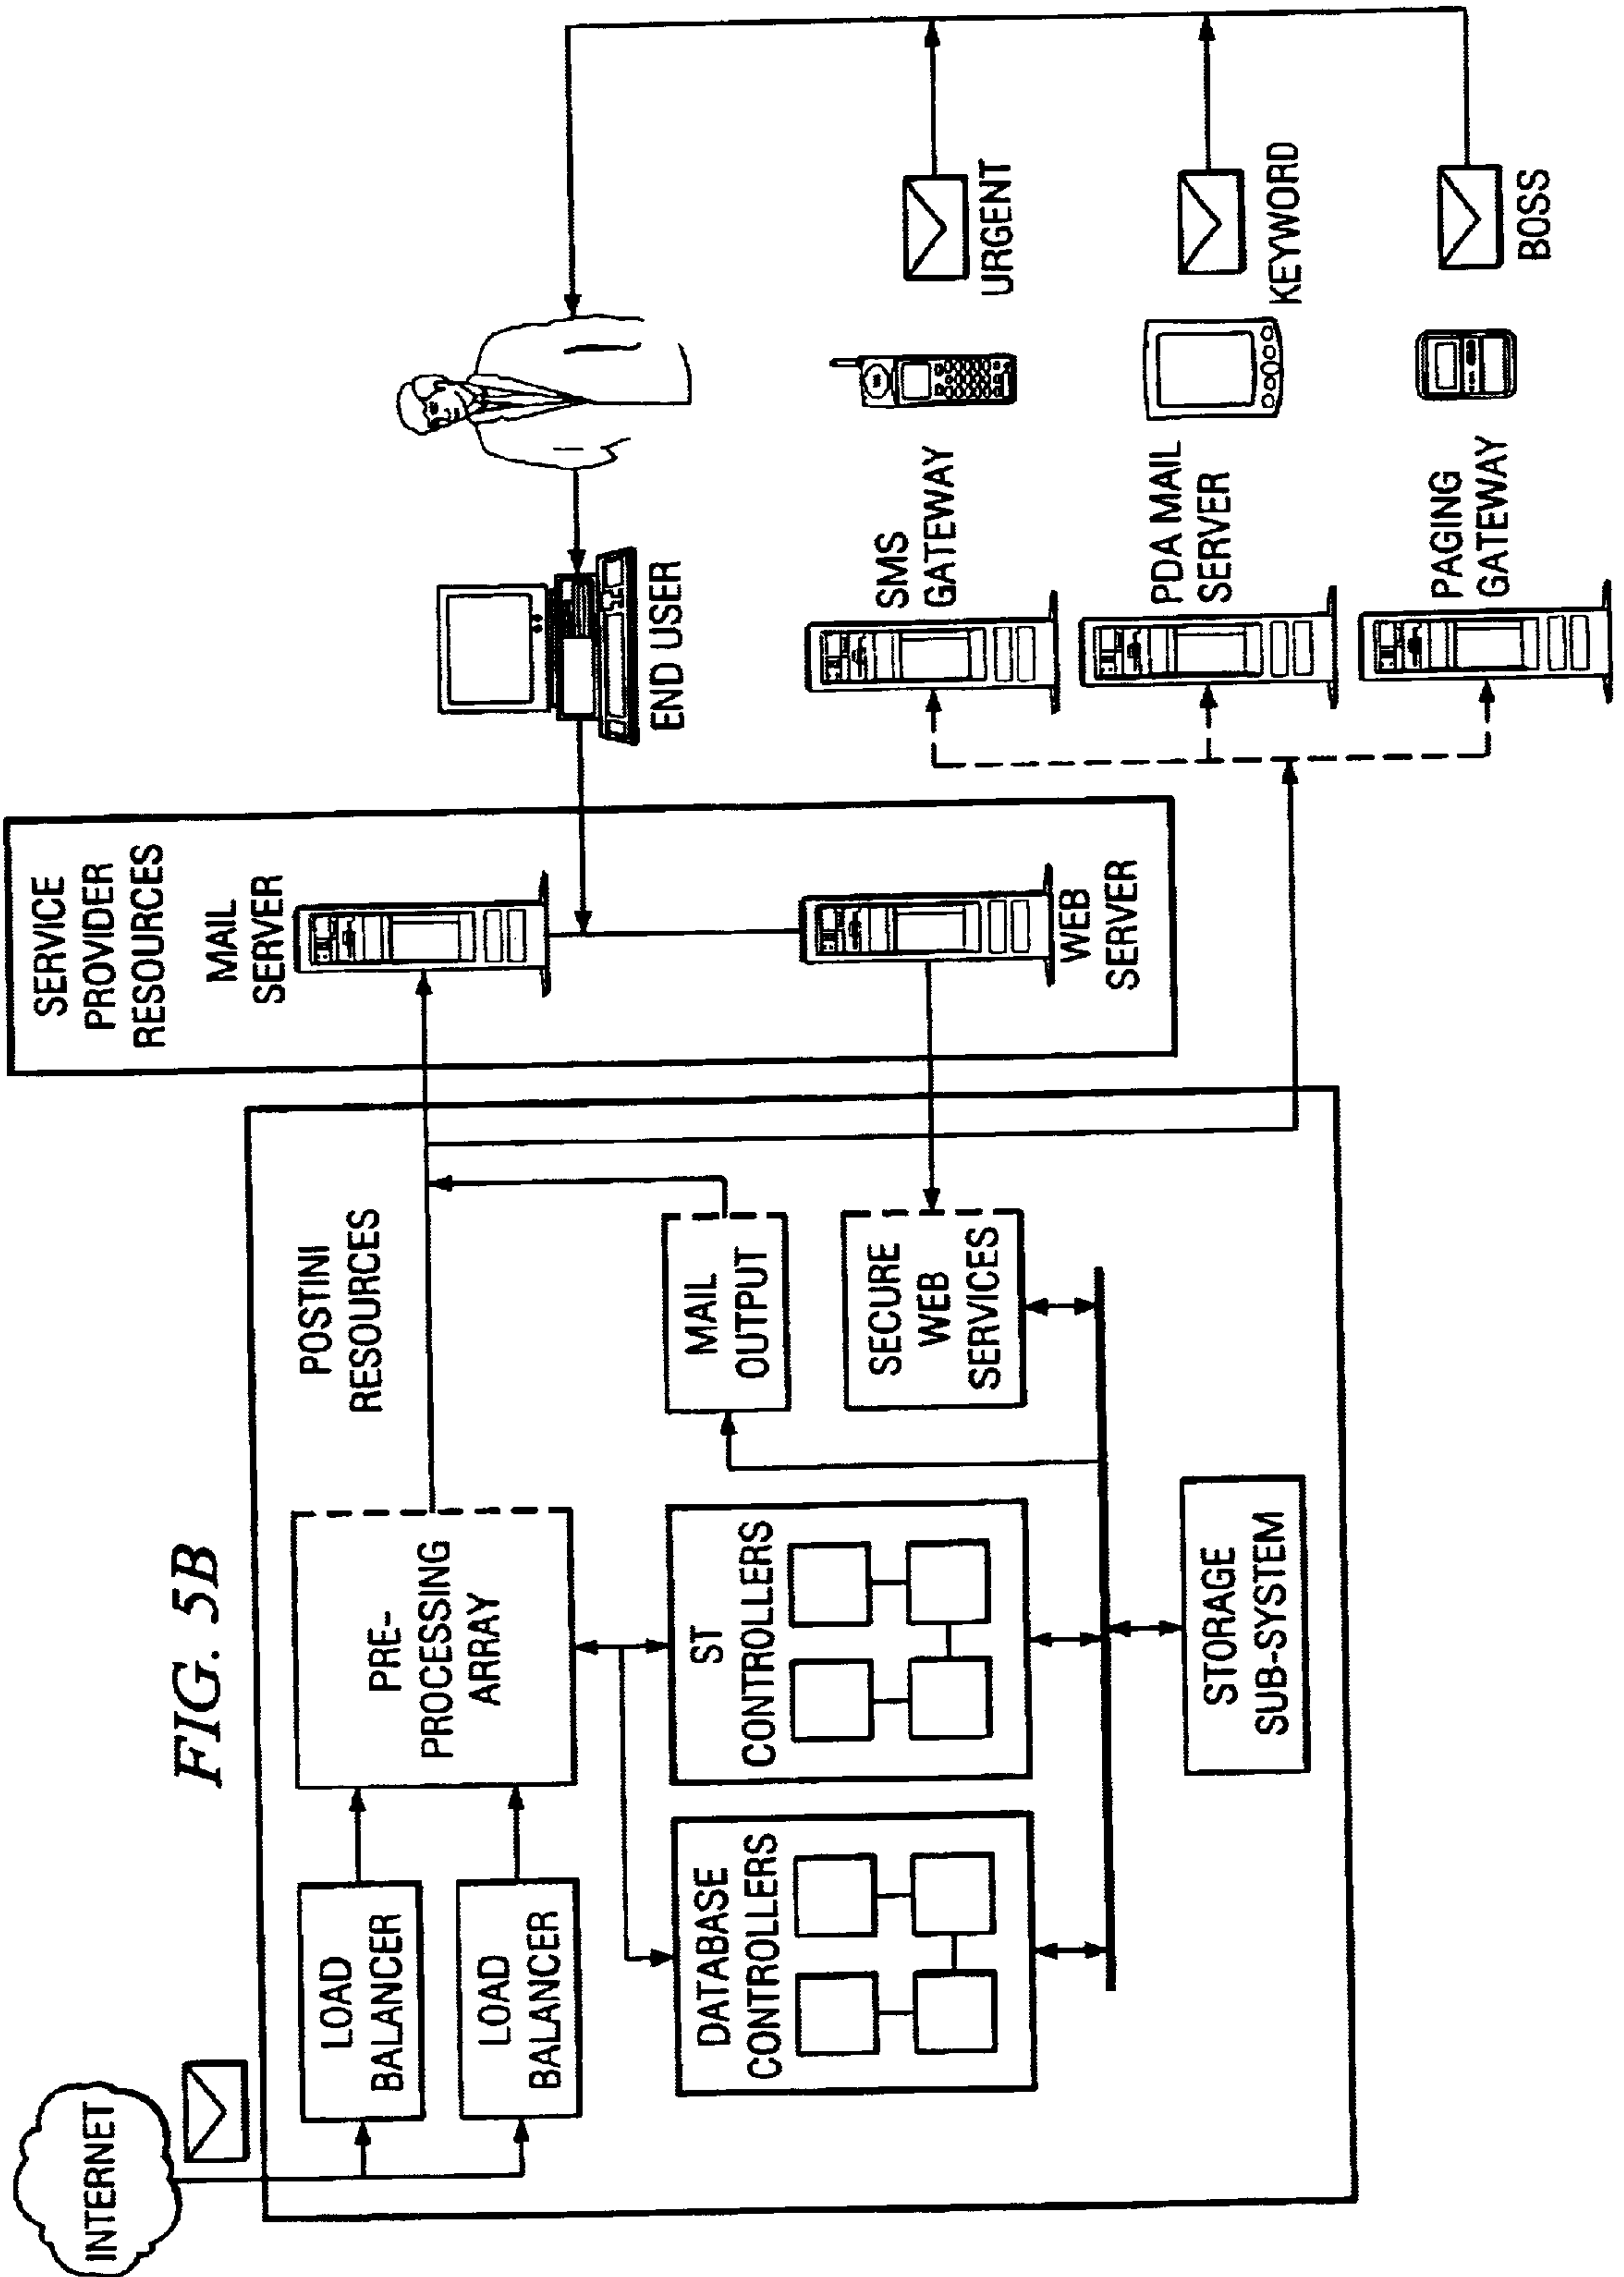 FIG. 5B
INTERNET
LOAD
BALANCER
LOAD
BALANCER
PRE-
PROCESSING
ARRAY
POSTINI
RESOURCES
DATABASE
CONTROLLERS
ST
CONTROLLERS
MAIL
OUTPUT
SECURE
WEB
SERVICES
STORAGE
SUB-SYSTEM
SERVICE
PROVIDER
RESOURCES
MAIL
SERVER
WEB
SERVER
END USER
SMS
GATEWAY
URGENT
PDA MAIL
SERVER
KEYWORD
PAGING
GATEWAY
BOSS